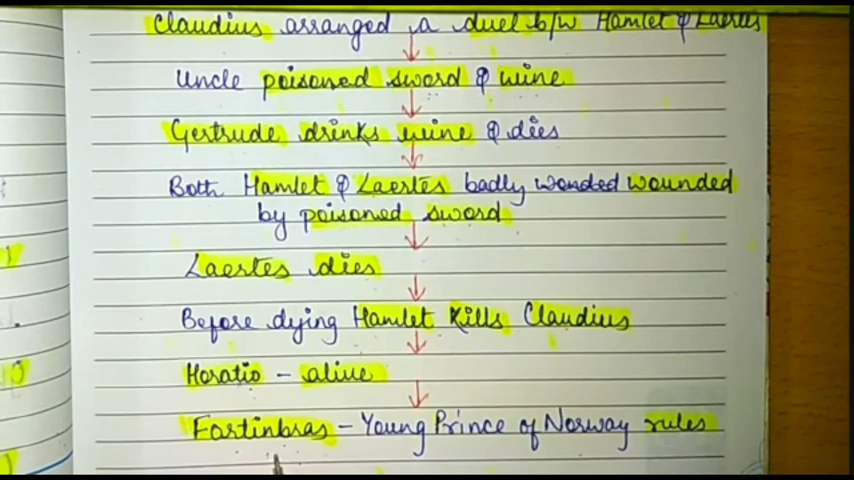 Claudius arranged a duel b/w Hamlet & Laertes
Uncle poisoned sword & wine
Gertrude drinks wine & dies
Both Hamlet & Laertes badly wonded wounded
by poisoned sword
Laertes dies
Before dying Hamlet Kills Claudius
Horatio - alive
Fortinbras - Young Prince of Norway rules